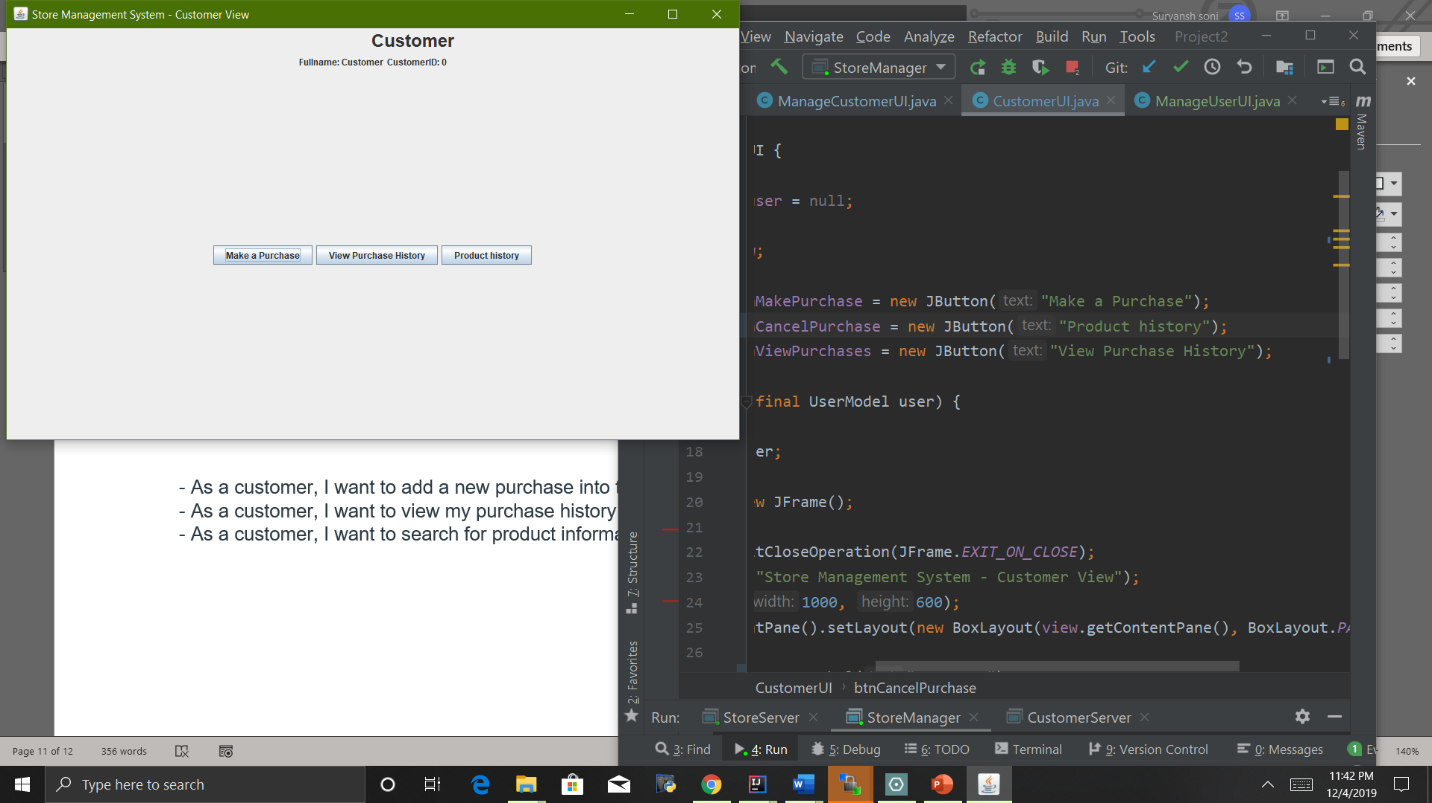 Store Management System - Customer View
Customer
Fullname: Customer CustomerID: 0
Make a Purchase
View Purchase History
Product history
- As a customer, I want to add a new purchase into
- As a customer, I want to view my purchase history
- As a customer, I want to search for product
Page 11 of 12
356 words
Suryansh soni
SS
ments
View Navigate Code Analyze Refactor Build Run Tools Project2
or
StoreManager
Git:
ManageCustomerUI.java
CustomerUI.java
ManageUserUI.java
6
m
Maven
UI {
ser = null;
;
MakePurchase = new JButton( text: "Make a Purchase");
CancelPurchase = new JButton( text: "Product history");
ViewPurchases = new JButton( text: "View Purchase History");
final UserModel user) {
18 er;
19
20 w JFrame();
21
22 tCloseOperation(JFrame.EXIT_ON_CLOSE);
23 "Store Management System - Customer View");
24 width: 1000, height: 600);
25 tPane().setLayout(new BoxLayout(view.getContentPane(), BoxLayout.PA
26
7: Structure
2: Favorites
CustomerUI
btnCancelPurchase
Run:
StoreServer
StoreManager
CustomerServer
3: Find
4: Run
5: Debug
6: TODO
Terminal
9: Version Control
0: Messages
1
Ev
140%
Type here to search
11:42 PM
12/4/2019